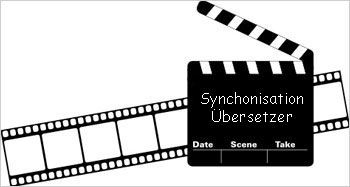 Synchonisation
Übersetzer
Date Scene Take